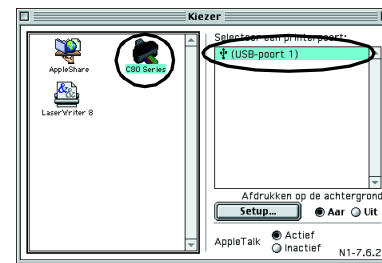 Kiezer
AppleShare
C80 Series
LaserWriter 8
Selecteer een printerpoort:
(USB-poort 1)
Afdrukken op de achtergrond
Setup...
Aar
Uit
AppleTalk
Actief
Inactief
N1-7.6.2